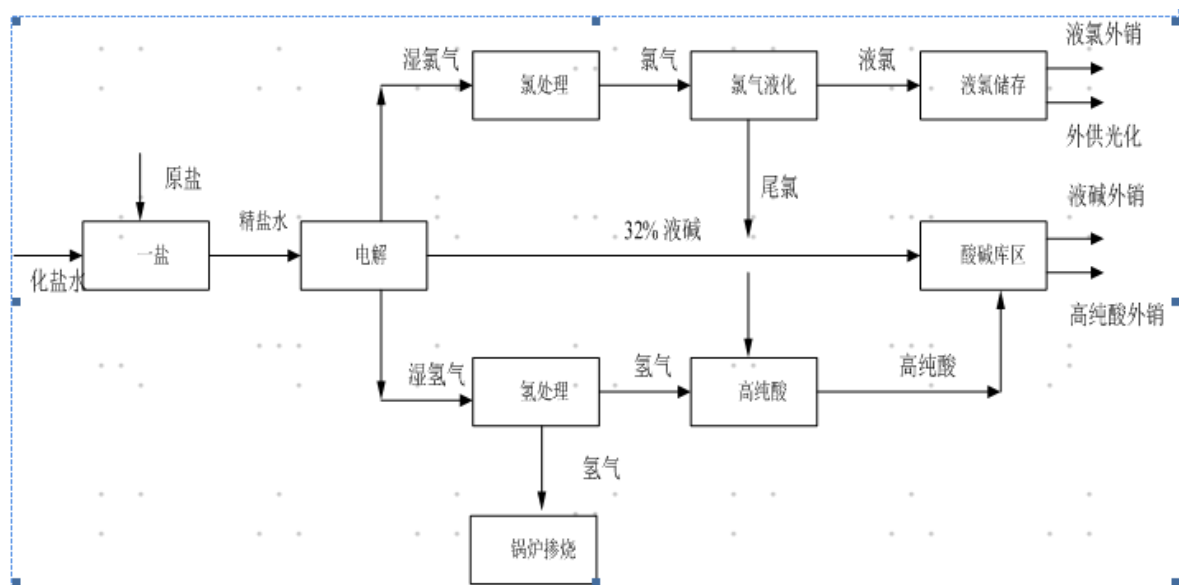 液氯外销
湿氯气
氯气
液氯
氯处理
氯气液化
液氯储存
外供光化
原盐
尾氯
液碱外销
精盐水
32% 液碱
一盐
电解
酸碱库区
化盐水
高纯酸外销
湿氢气
氢气
高纯酸
氢处理
高纯酸
氢气
锅炉掺烧